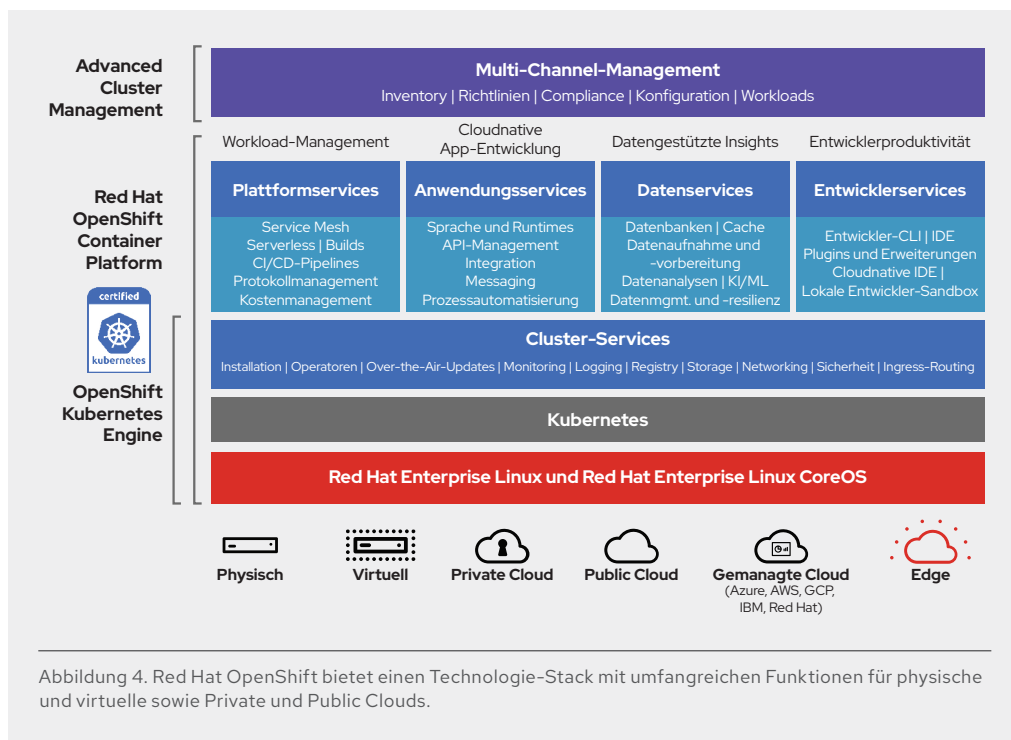 Advanced
Cluster
Management
Multi-Channel-Management
Inventory | Richtlinien | Compliance | Konfiguration | Workloads
Red Hat
OpenShift
Container
Platform
Workload-Management
Cloudnative
App-Entwicklung
Datengestützte Insights
Entwicklerproduktivität
Plattformservices
Service Mesh
Serverless | Builds
CI/CD-Pipelines
Protokollmanagement
Kostenmanagement
Anwendungsservices
Sprache und Runtimes
API-Management
Integration
Messaging
Prozessautomatisierung
Datenservices
Datenbanken | Cache
Datenaufnahme und
-vorbereitung
Datenanalysen | KI/ML
Datenmgmt. und -resilienz
Entwicklerservices
Entwickler-CLI | IDE
Plugins und Erweiterungen
Cloudnative IDE |
Lokale Entwickler-Sandbox
certified
kubernetes
OpenShift
Kubernetes
Engine
Cluster-Services
Installation | Operatoren | Over-the-Air-Updates | Monitoring | Logging | Registry | Storage | Networking | Sicherheit | Ingress-Routing
Kubernetes
Red Hat Enterprise Linux und Red Hat Enterprise Linux CoreOS
Physisch
Virtuell
Private Cloud
Public Cloud
Gemanagte Cloud
(Azure, AWS, GCP,
IBM, Red Hat)
Edge
Abbildung 4. Red Hat OpenShift bietet einen Technologie-Stack mit umfangreichen Funktionen für physische
und virtuelle sowie Private und Public Clouds.